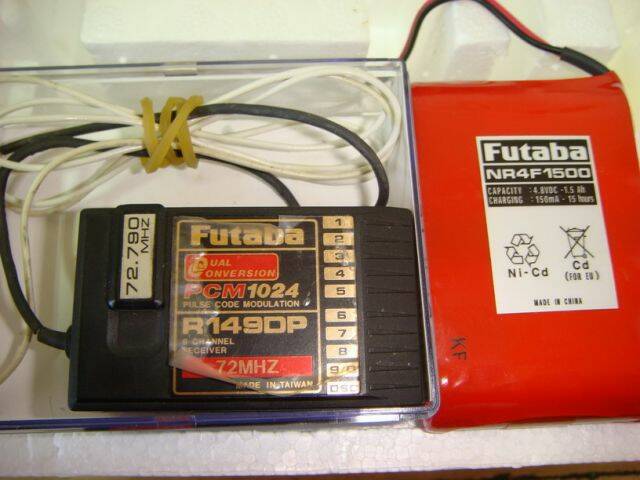 72.790
MHZ
Futaba
DUAL
CONVERSION
PCM1024
PULSE CODE MODULATION
R149DP
9 CHANNEL
RECEIVER
72MHZ
MADE IN TAIWAN
1
2
3
4
5
6
7
8
9/B
DSC
Futaba
NR4F1500
CAPACITY : 4.8VDC -1.5 Ah
CHARGING : 150mA - 15 hours
Ni-Cd
Cd
(FOR EU)
MADE IN CHINA
KF